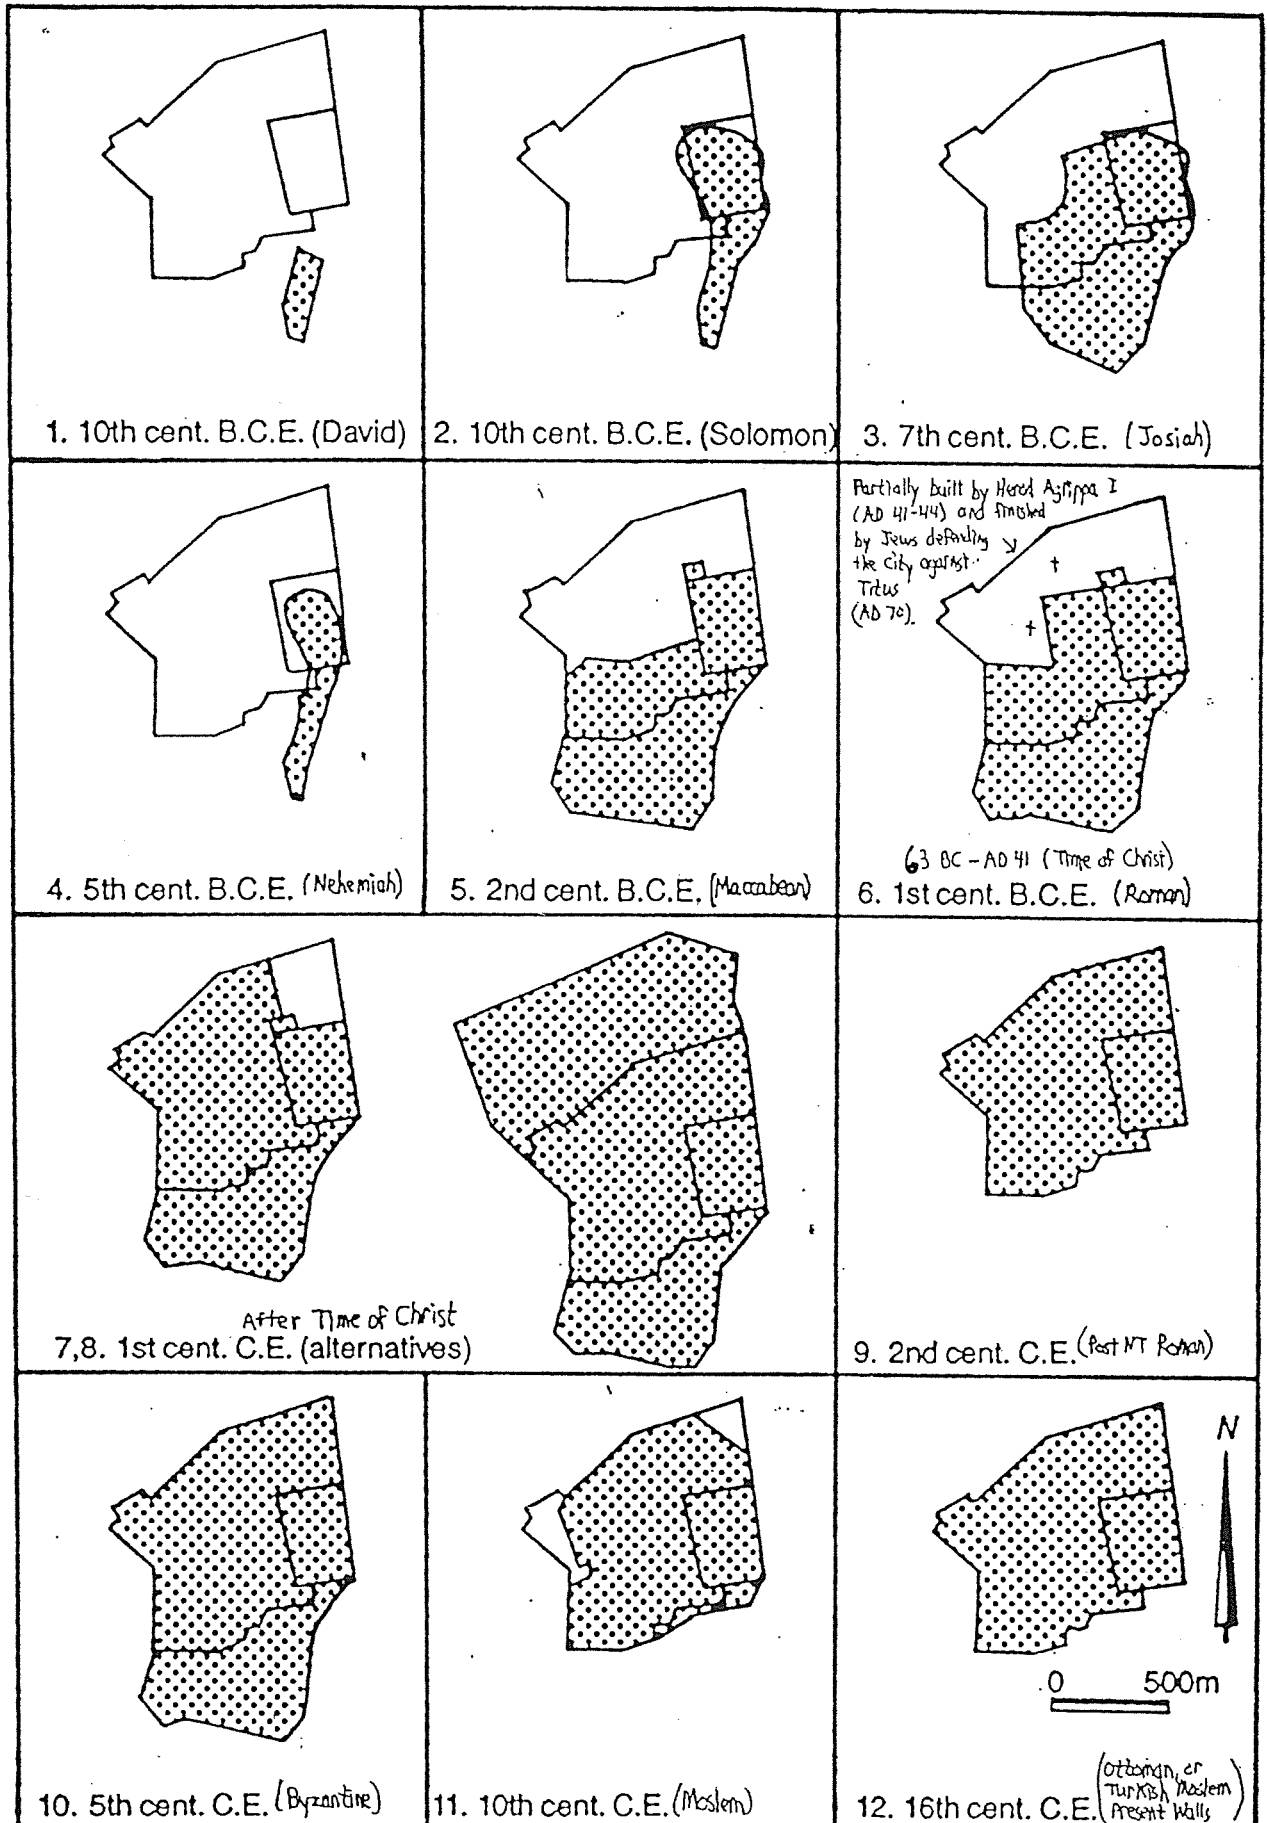 1. 10th cent. B.C.E. (David)
2. 10th cent. B.C.E. (Solomon)
3. 7th cent. B.C.E. (Josiah)
Partially built by Herod Agrippa I
(AD 41-44) and finished
by Jews defending
the City against
Titus
(AD 70).
4. 5th cent. B.C.E. (Nehemiah)
5. 2nd cent. B.C.E. (Maccabean)
63 BC - AD 41 (Time of Christ)
6. 1st cent. B.C.E. (Roman)
After Time of Christ
7,8. 1st cent. C.E. (alternatives)
9. 2nd cent. C.E. (Post NT Roman)
N
0 500m
10. 5th cent. C.E. (Byzantine)
11. 10th cent. C.E. (Moslem)
12. 16th cent. C.E. (Ottoman, or
Turkish Moslem
Present Walls)